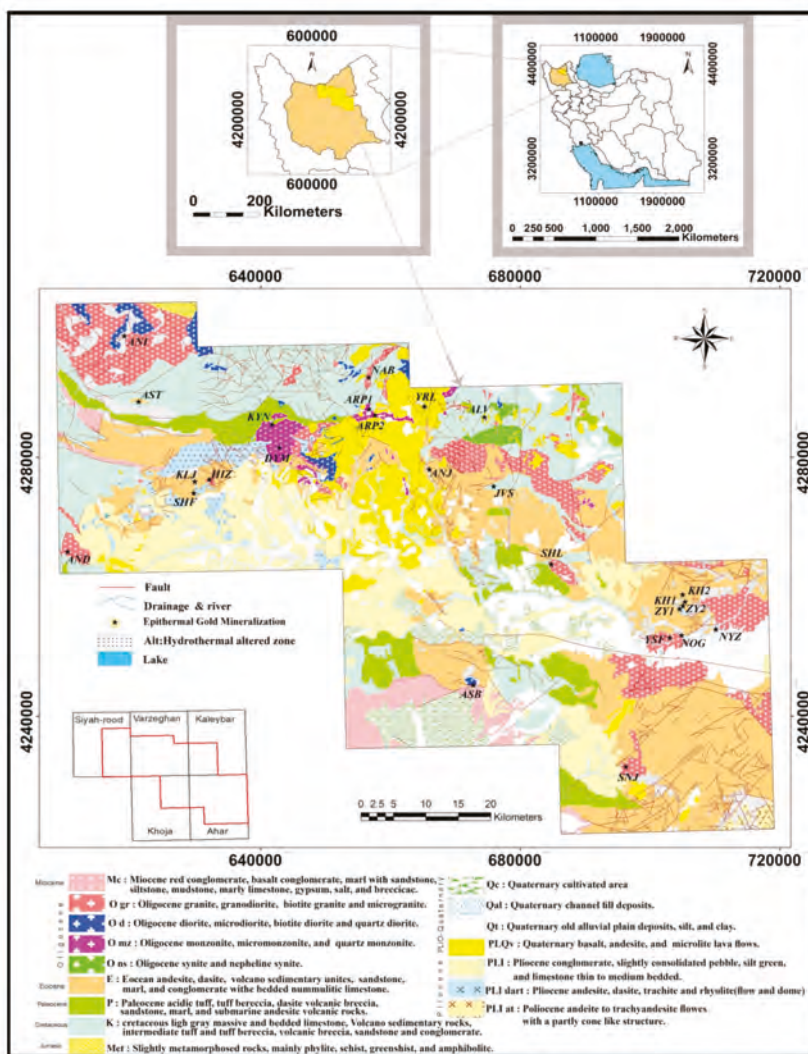 600000
N
4200000
4200000
600000
0 200
Kilometers
1100000 1900000
N
4400000
4400000
3200000
3200000
1100000 1900000
0 250 500 1,000 1,500 2,000
Kilometers
640000 680000 720000
ANI
AST
NAB
ARP1
ARP2
YRL
ALV
KYN
DYM
KLJ
HIZ
SHF
ANJ
JVS
AND
SHL
KH1
KH2
ZY1
ZY2
YSF
NOG
NYZ
ASB
SNJ
4280000
4280000
4240000
4240000
Fault
Drainage & river
Epithermal Gold Mineralization
Alt:Hydrothermal altered zone
Lake
Siyah-rood Varzeghan Kaleybar
Khoja Ahar
0 2.5 5 10 15 20
Kilometers
640000 680000 720000
Miocene
Mc : Miocene red conglomerate, basalt conglomerate, marl with sandstone,
siltstone, mudstone, marly limestone, gypsum, salt, and breccicac.
Oligocene
O gr : Oligocene granite, granodiorite, biotite granite and microgranite.
O d : Oligocene diorite, microdiorite, biotite diorite and quartz diorite.
O mz : Oligocene monzonite, micromonzonite, and quartz monzonite.
O ns : Oligocene synite and nepheline synite.
Eocene
E : Eocean andesite, dasite, volcano sedimentary unites, sandstone,
marl, and conglomerate withe bedded nummulitic limestone.
Paleocene
P : Paleocene acidic tuff, tuff bereccia, dasite volcanic breccia,
sandstone, marl, and submarine andesite volcanic rocks.
Cretaceous
K : cretaceous ligh gray massive and bedded limestone, Volcano sedimentary rocks,
intermediate tuff and tuff bereccia, volcanic breccia, sandstone and conglomerate.
Jurasic
Met : Slightly metamorphosed rocks, mainly phylite, schist, greenshist, and amphibolite.
PLIO-Quaternary
Qc : Quaternary cultivated area
Qal : Quaternary channel fill deposits.
Qt : Quaternary old alluvial plain deposits, silt, and clay.
PLQv : Quaternary basalt, andesite, and microlite lava flows.
Pliocene
PLI : Pliocene conglomerate, slightly consolidated pebble, silt green,
and limestone thin to medium bedded.
PLI dart : Pliocene andesite, dasite, trachite and rhyolite(flow and dome)
PLI at : Polioocene andeite to trachyandesite flowes
with a partly cone like structure.